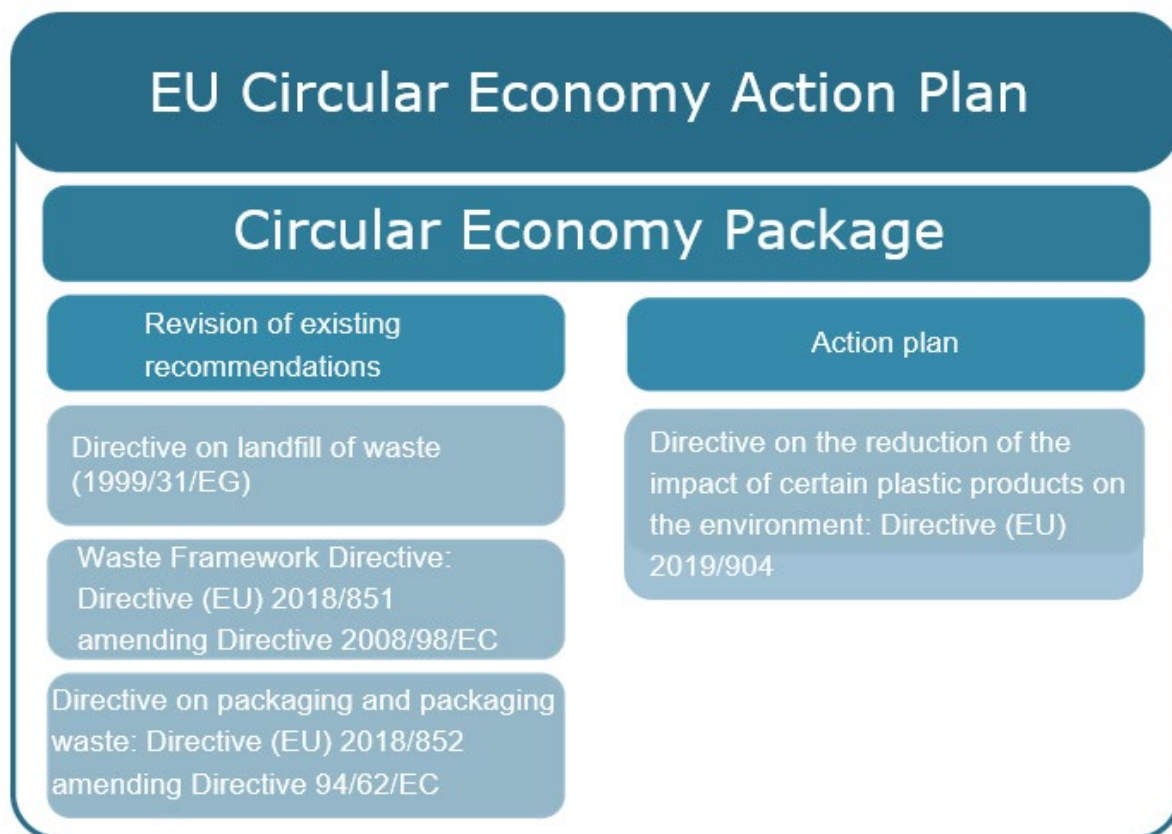 EU Circular Economy Action Plan
Circular Economy Package
Revision of existing
recommendations
Directive on landfill of waste
(1999/31/EG)
Waste Framework Directive:
Directive (EU) 2018/851
amending Directive 2008/98/EC
Directive on packaging and packaging
waste: Directive (EU) 2018/852
amending Directive 94/62/EC
Action plan
Directive on the reduction of the
impact of certain plastic products on
the environment: Directive (EU)
2019/904